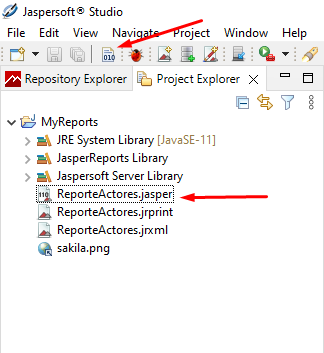 Jaspersoft® Studio
File Edit View Navigate Project Window Help
010
Repository Explorer Project Explorer
MyReports
JRE System Library [JavaSE-11]
JasperReports Library
Jaspersoft Server Library
ReporteActores.jasper
ReporteActores.jrprint
ReporteActores.jrxml
sakila.png